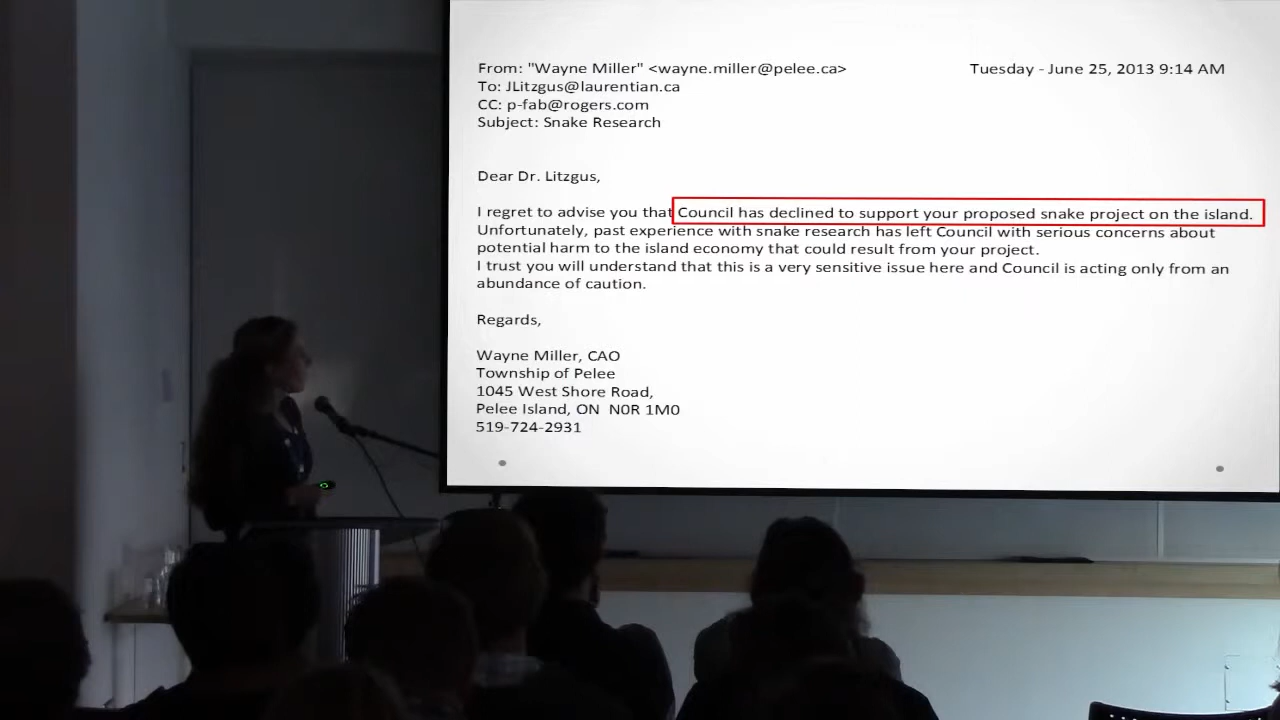 From: "Wayne Miller" <wayne.miller@pelee.ca> Tuesday - June 25, 2013 9:14 AM
To: JLitzgus@laurentian.ca
CC: p-fab@rogers.com
Subject: Snake Research
Dear Dr. Litzgus,
I regret to advise you that Council has declined to support your proposed snake project on the island.
Unfortunately, past experience with snake research has left Council with serious concerns about
potential harm to the island economy that could result from your project.
I trust you will understand that this is a very sensitive issue here and Council is acting only from an
abundance of caution.
Regards,
Wayne Miller, CAO
Township of Pelee
1045 West Shore Road,
Pelee Island, ON N0R 1M0
519-724-2931